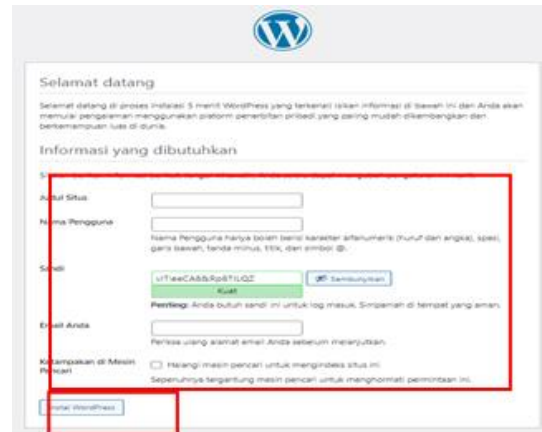 Selamat datang
Selamat datang di proses instalasi 5 menit WordPress yang terkenal! Isikan informasi di bawah ini dan Anda akan
memulai pengalaman menggunakan platform penerbitan pribadi yang paling mudah dikembangkan dan
berkemampuan luas di dunia.
Informasi yang dibutuhkan
Judul Situs
Nama Pengguna
Nama Pengguna hanya boleh berisi karakter alfanumerik (huruf dan angka), spasi,
garis bawah, tanda minus, titik, dan simbol @.
Sandi
Sembunyikan
Kuat
Penting: Anda butuh sandi ini untuk log masuk. Simpanlah di tempat yang aman.
Email Anda
Periksa ulang alamat email Anda sebelum melanjutkan.
Ketampakan di Mesin
Pencari
Halangi mesin pencari untuk mengindeks situs ini
Sepenuhnya tergantung mesin pencari untuk menghormati permintaan ini.
Instal WordPress